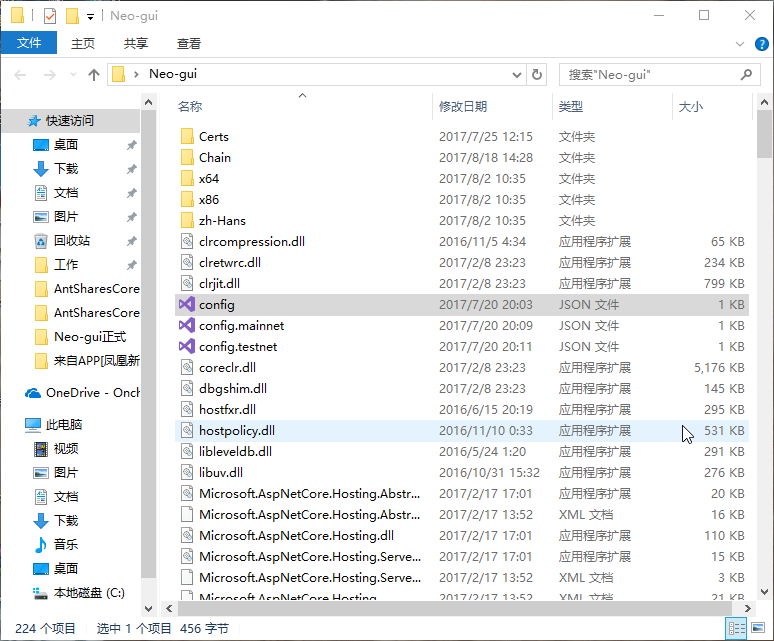 Neo-gui
文件 主页 共享 查看
Neo-gui 搜索"Neo-gui"
名称 修改日期 类型 大小
快速访问
桌面
下载
文档
图片
回收站
工作
AntSharesCore
AntSharesCore
Neo-gui正式
来自APP[凤凰新
OneDrive - Onch
此电脑
视频
图片
文档
下载
音乐
桌面
本地磁盘 (C:)
Certs 2017/7/25 12:15 文件夹
Chain 2017/8/18 14:28 文件夹
x64 2017/8/2 10:35 文件夹
x86 2017/8/2 10:35 文件夹
zh-Hans 2017/8/2 10:35 文件夹
clrcompression.dll 2016/11/5 4:34 应用程序扩展 65 KB
clretwrc.dll 2017/2/8 23:23 应用程序扩展 234 KB
clrjit.dll 2017/2/8 23:23 应用程序扩展 799 KB
config 2017/7/20 20:03 JSON 文件 1 KB
config.mainnet 2017/7/20 20:09 JSON 文件 1 KB
config.testnet 2017/7/20 20:11 JSON 文件 1 KB
coreclr.dll 2017/2/8 23:23 应用程序扩展 5,176 KB
dbgshim.dll 2017/2/8 23:23 应用程序扩展 145 KB
hostfxr.dll 2016/6/15 20:19 应用程序扩展 295 KB
hostpolicy.dll 2016/11/10 0:33 应用程序扩展 531 KB
libleveldb.dll 2016/5/24 1:20 应用程序扩展 291 KB
libuv.dll 2016/10/31 15:32 应用程序扩展 276 KB
Microsoft.AspNetCore.Hosting.Abstr... 2017/2/17 17:01 应用程序扩展 20 KB
Microsoft.AspNetCore.Hosting.Abstr... 2017/2/17 13:52 XML 文档 16 KB
Microsoft.AspNetCore.Hosting.dll 2017/2/17 17:01 应用程序扩展 110 KB
Microsoft.AspNetCore.Hosting.Serve... 2017/2/17 17:01 应用程序扩展 15 KB
Microsoft.AspNetCore.Hosting.Serve... 2017/2/17 13:52 XML 文档 3 KB
Microsoft.AspNetCore.Hosting 2017/2/17 13:52 XML 文档 21 KB
224 个项目 选中 1 个项目 456 字节